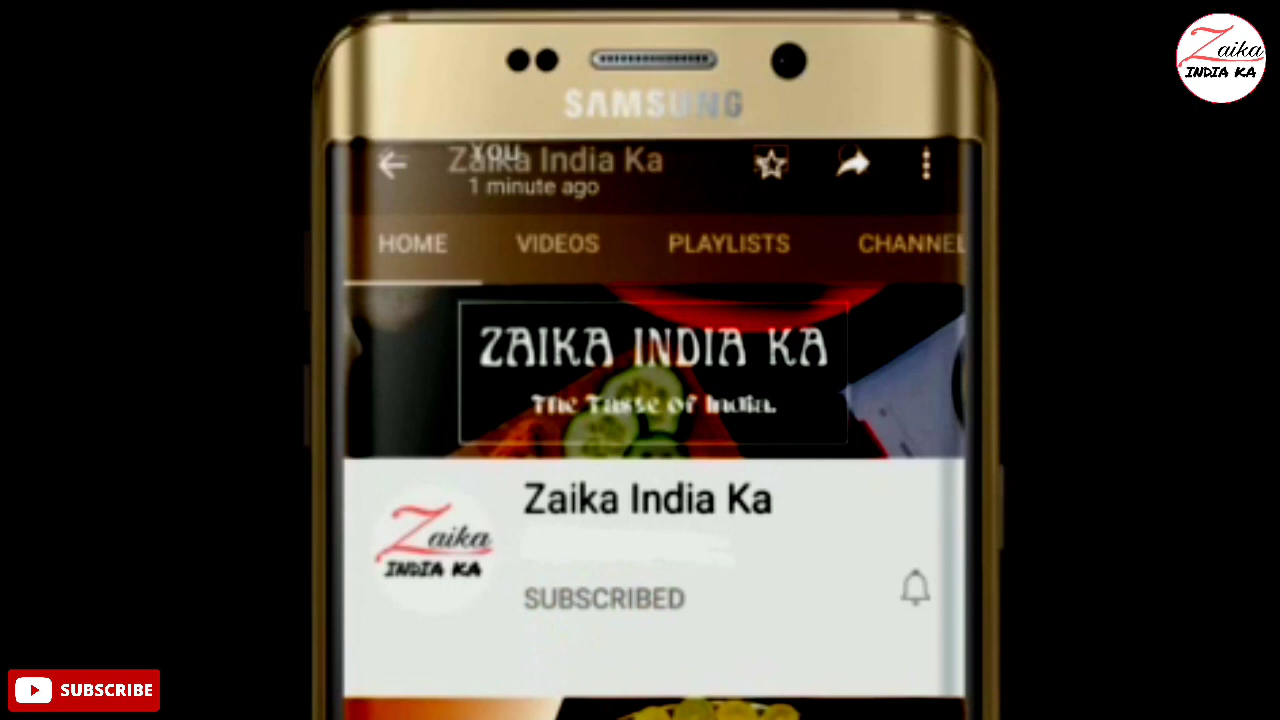 Zaika
INDIA KA
SAMSUNG
YOU
Zaika India Ka
1 minute ago
HOME VIDEOS PLAYLISTS CHANNEL
ZAIKA INDIA KA
The Taste of India.
Zaika India Ka
Zaika
INDIA KA
SUBSCRIBED
SUBSCRIBE